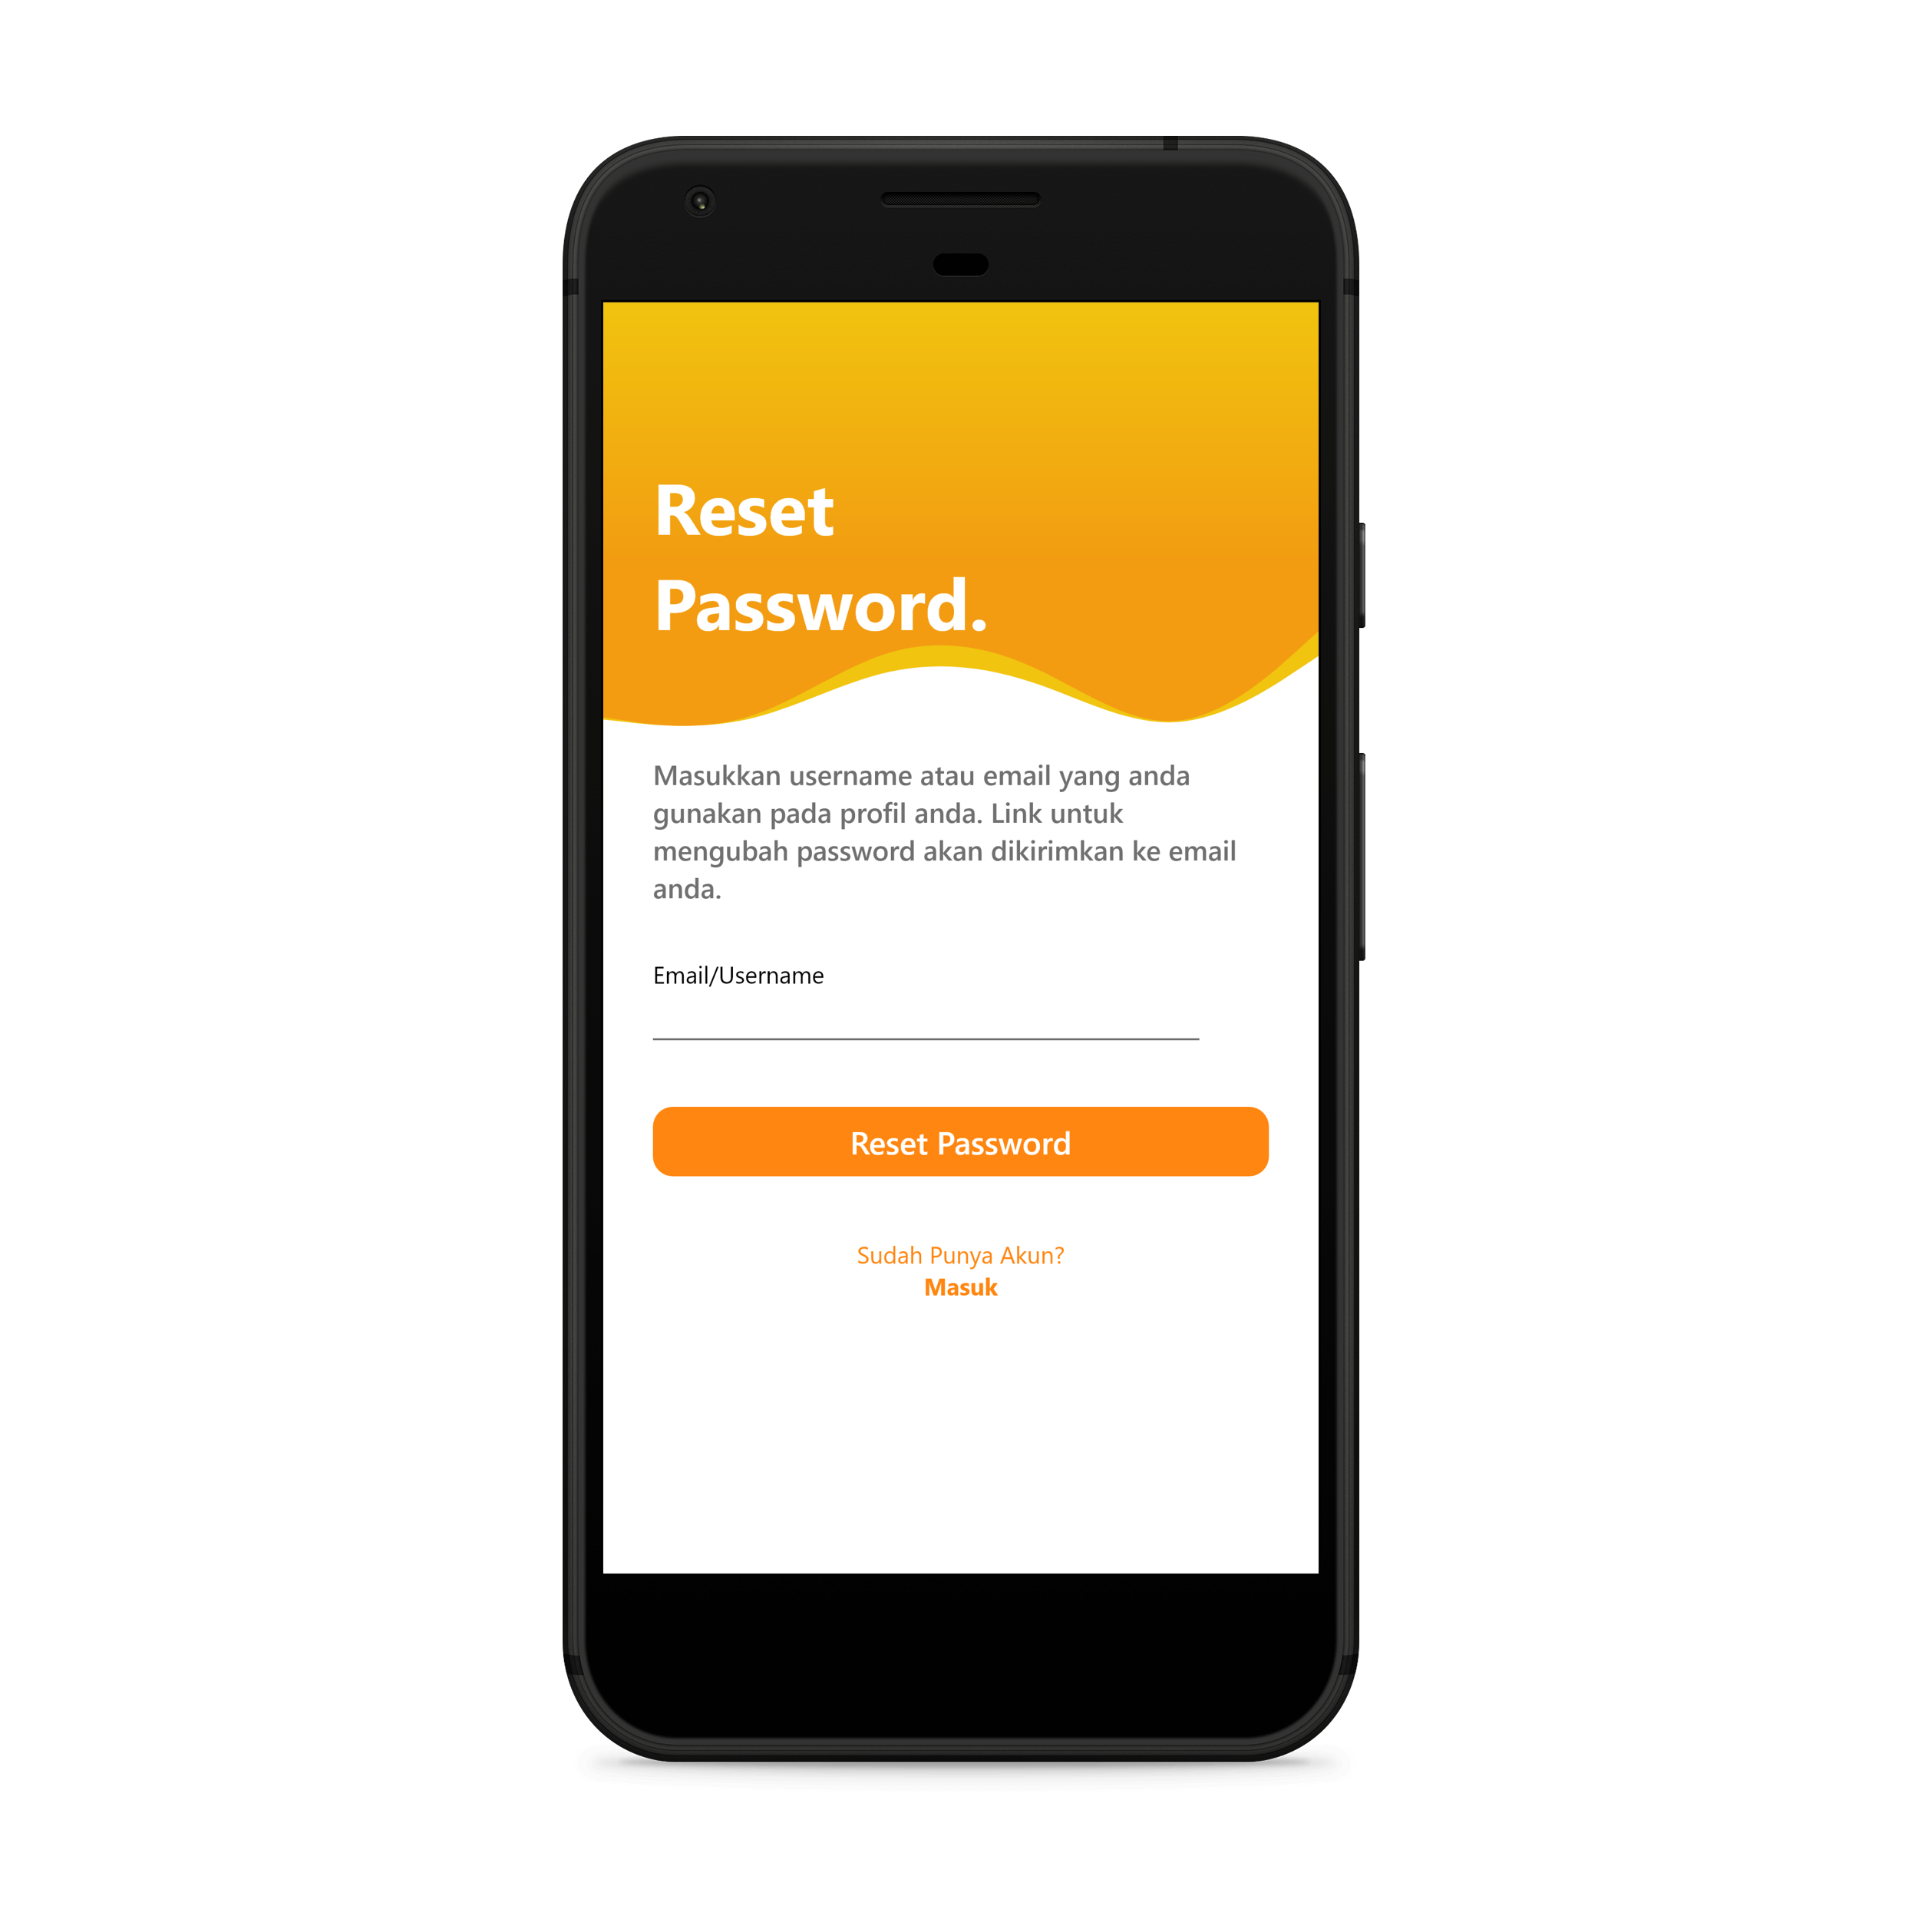 Reset
Password.
Masukkan username atau email yang anda
gunakan pada profil anda. Link untuk
mengubah password akan dikirimkan ke email
anda.
Email/Username
Reset Password
Sudah Punya Akun?
Masuk